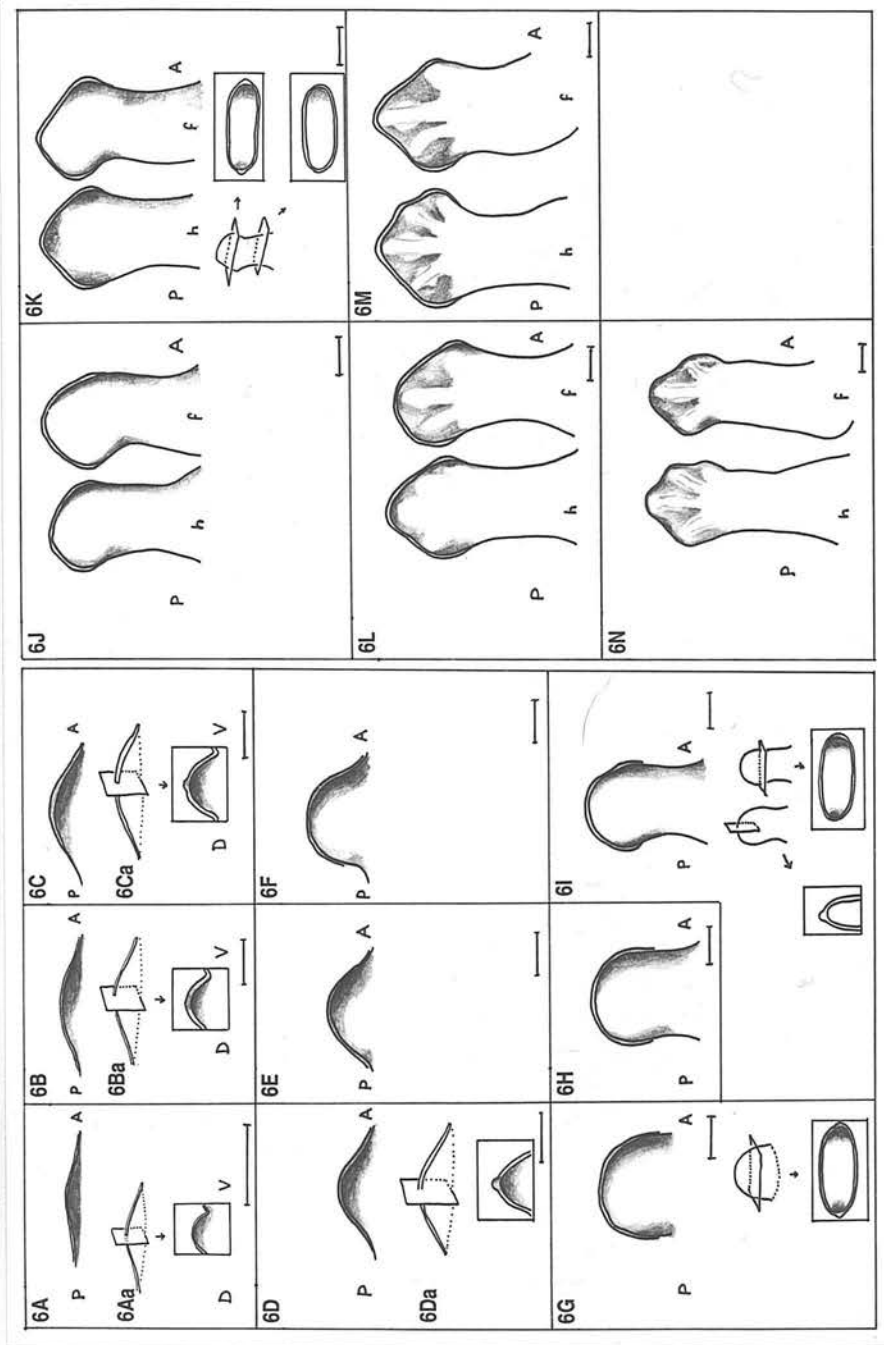 6A
P A
6Aa
D V
6B
P A
6Ba
D V
6C
P A
6Ca
D V
6D
P A
6Da
6E
P A
6F
P A
6G
P A
6H
P A
6I
P A
6J
P h f A
6K
P h f A
6L
P h f A
6M
P h f A
6N
P h f A